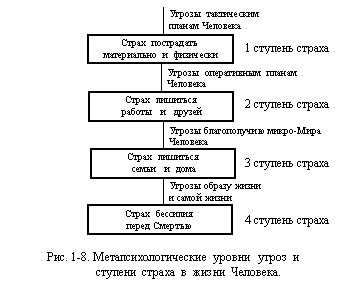 Угрозы тактическим
планам Человека
Страх пострадать
материально и физически
1 ступень страха
Угрозы оперативным планам
Человека
Страх лишиться
работы и друзей
2 ступень страха
Угрозы благополучию микро-Мира
Человека
Страх лишиться
семьи и дома
3 ступень страха
Угрозы образу жизни
и самой жизни
Страх бессилия
перед Смертью
4 ступень страха
Рис. 1-8. Метапсихологические уровни угроз и
ступени страха в жизни Человека.